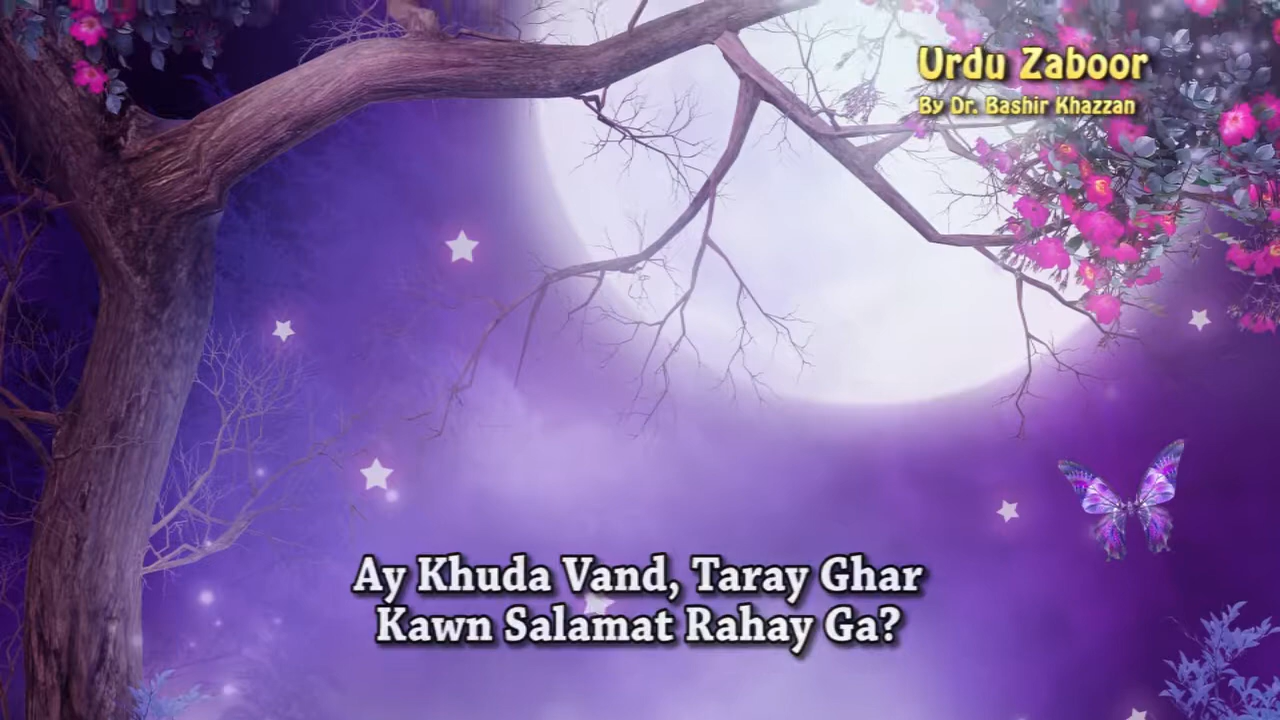 Urdu Zaboor
By Dr. Bashir Khazzan
Ay Khuda Vand, Taray Ghar
Kawn Salamat Rahay Ga?